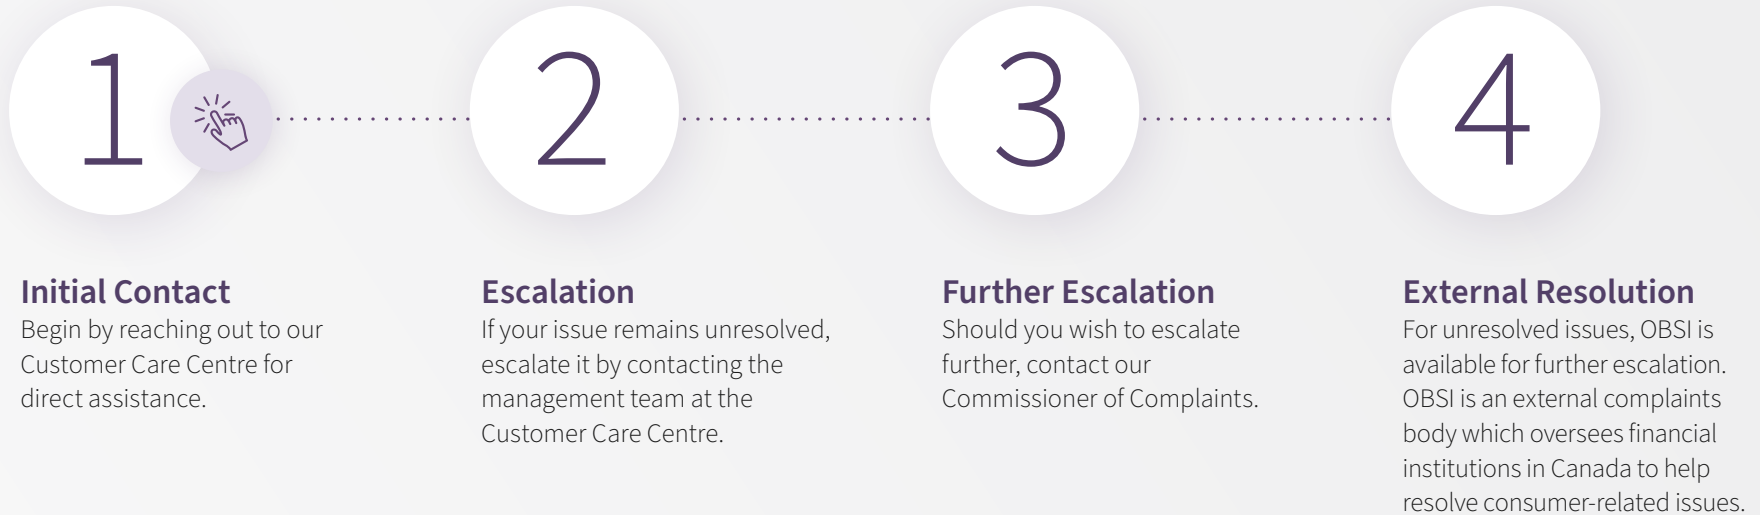 1
2
3
4
Initial Contact
Begin by reaching out to our
Customer Care Centre for
direct assistance.
Escalation
If your issue remains unresolved,
escalate it by contacting the
management team at the
Customer Care Centre.
Further Escalation
Should you wish to escalate
further, contact our
Commissioner of Complaints.
External Resolution
For unresolved issues, OBSI is
available for further escalation.
OBSI is an external complaints
body which oversees financial
institutions in Canada to help
resolve consumer-related issues.